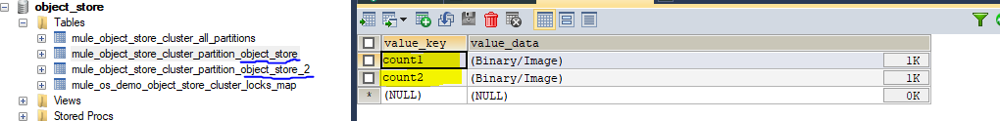 object_store
Tables
mule_object_store_cluster_all_partitions
mule_object_store_cluster_partition_object_store
mule_object_store_cluster_partition_object_store_2
mule_os_demo_object_store_cluster_locks_map
Views
Stored Procs
value_key value_data
count1 (Binary/Image) 1K
count2 (Binary/Image) 1K
* (NULL) (NULL) 0K